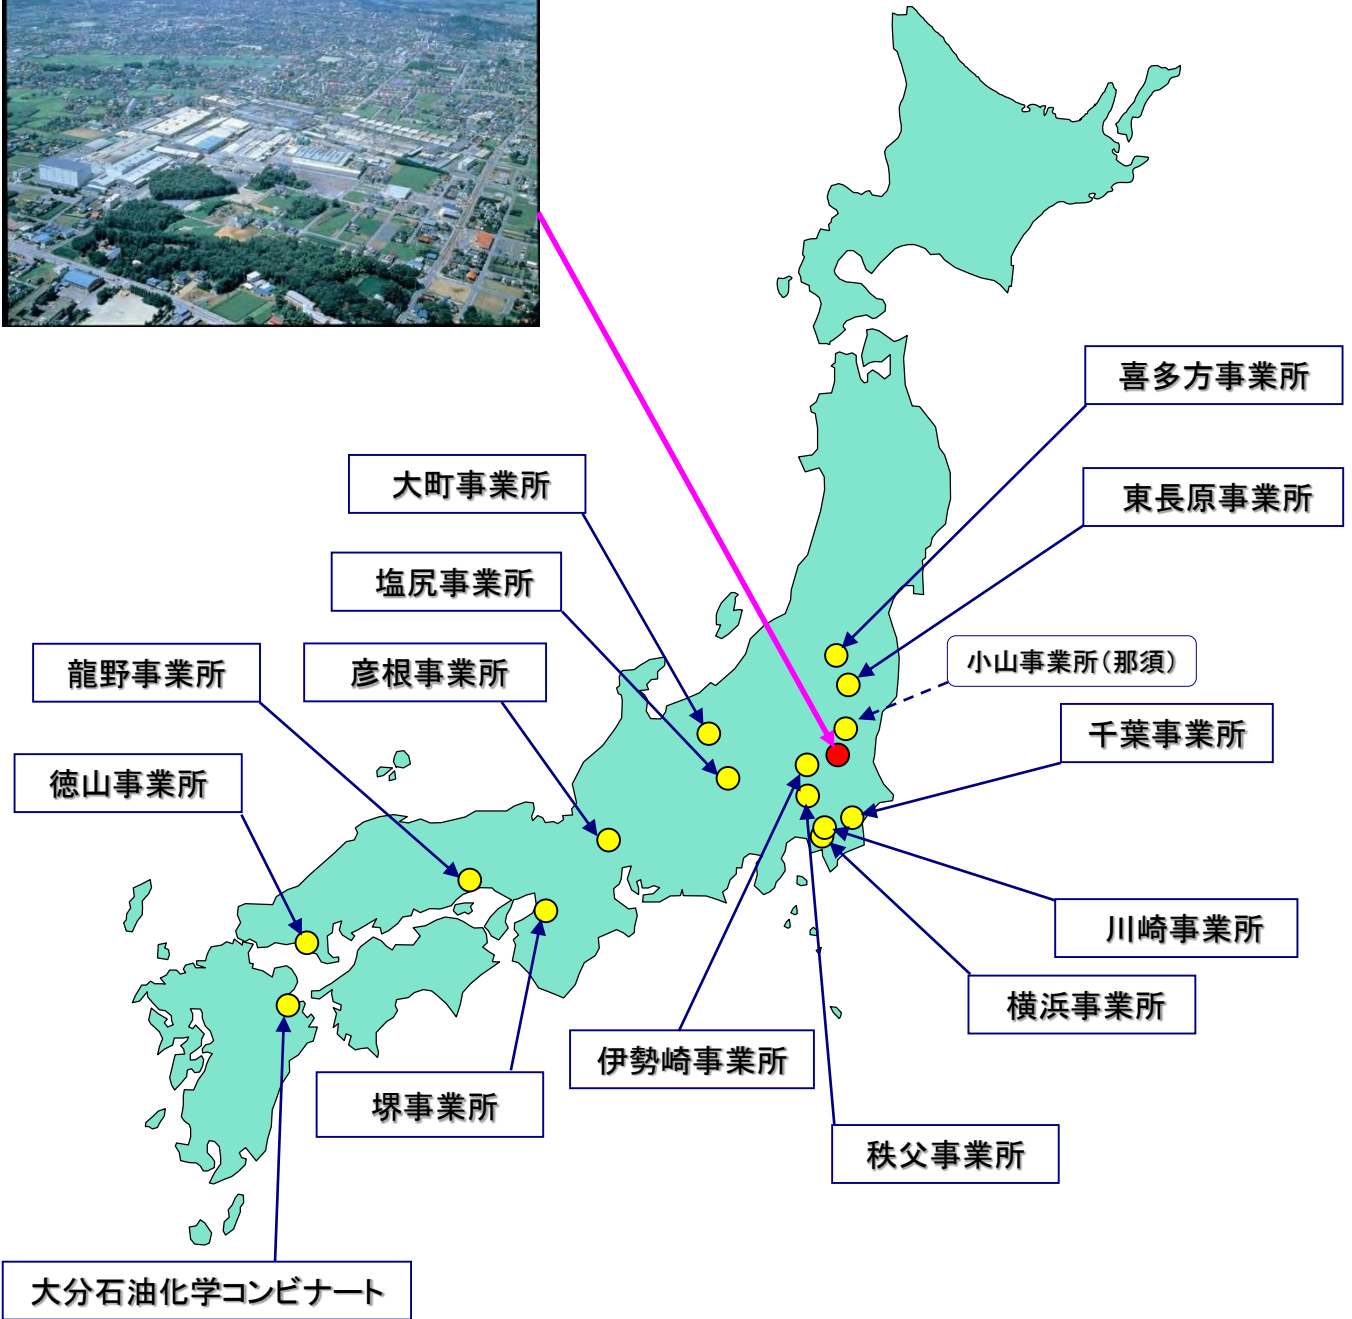 喜多方事業所
大町事業所
東長原事業所
塩尻事業所
小山事業所(那須)
龍野事業所
彦根事業所
千葉事業所
徳山事業所
川崎事業所
横浜事業所
伊勢崎事業所
堺事業所
秩父事業所
大分石油化学コンビナート